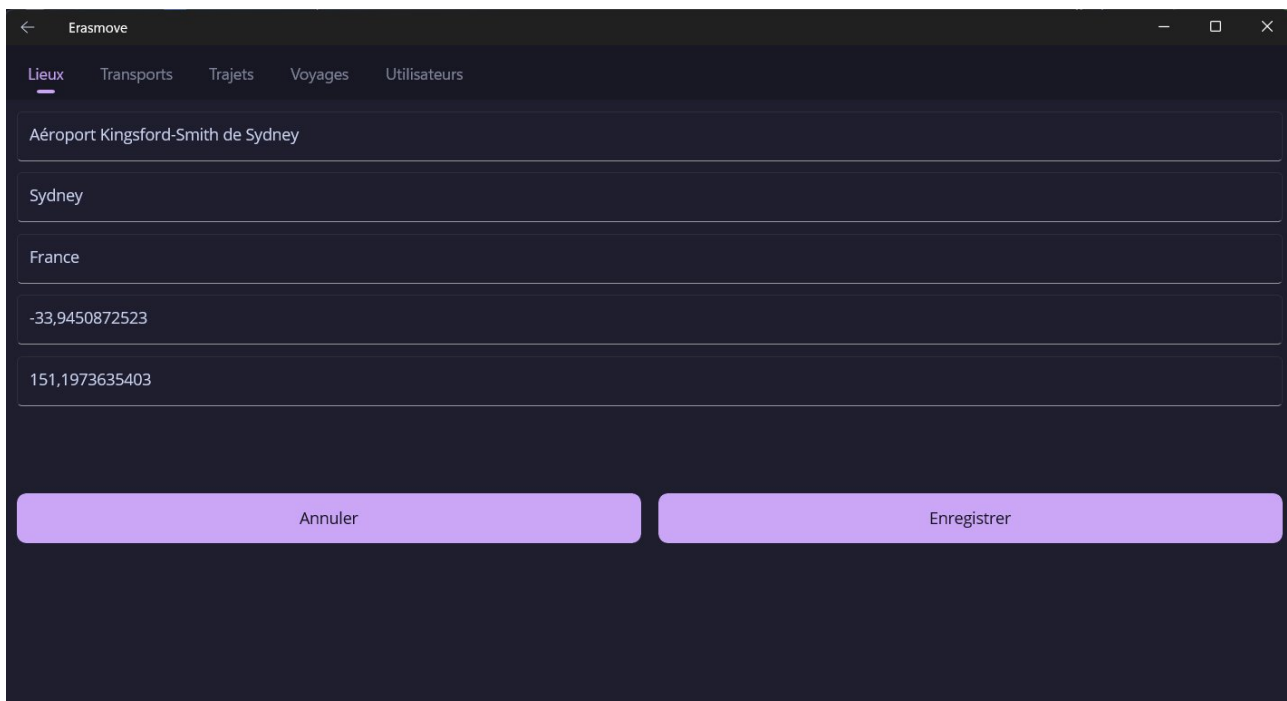 Erasmove
Lieux Transports Trajets Voyages Utilisateurs
Aéroport Kingsford-Smith de Sydney
Sydney
France
-33,9450872523
151,1973635403
Annuler Enregistrer